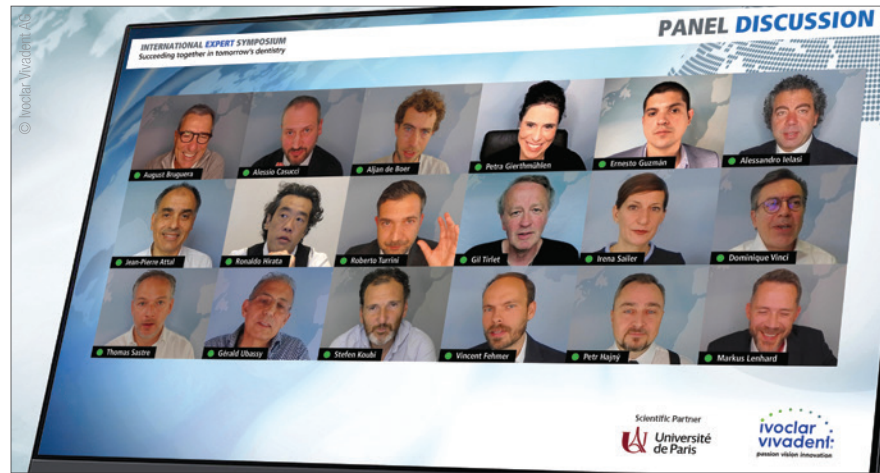 © Ivoclar Vivadent AG
INTERNATIONAL EXPERT SYMPOSIUM
Succeeding together in tomorrow's dentistry
PANEL DISCUSSION
August Bruguera
Alessio Casucci
Aljan de Boer
Petra Gierthmühlen
Ernesto Guzmán
Alessandro Ielasi
Jean-Pierre Attal
Ronaldo Hirata
Roberto Turrini
Gil Tirlet
Irena Sailer
Dominique Vinci
Thomas Sastre
Gérald Ubassy
Stefen Koubi
Vincent Fehmer
Petr Hajný
Markus Lenhard
Scientific Partner
Université
de Paris
ivoclar
vivadent:
passion vision innovation